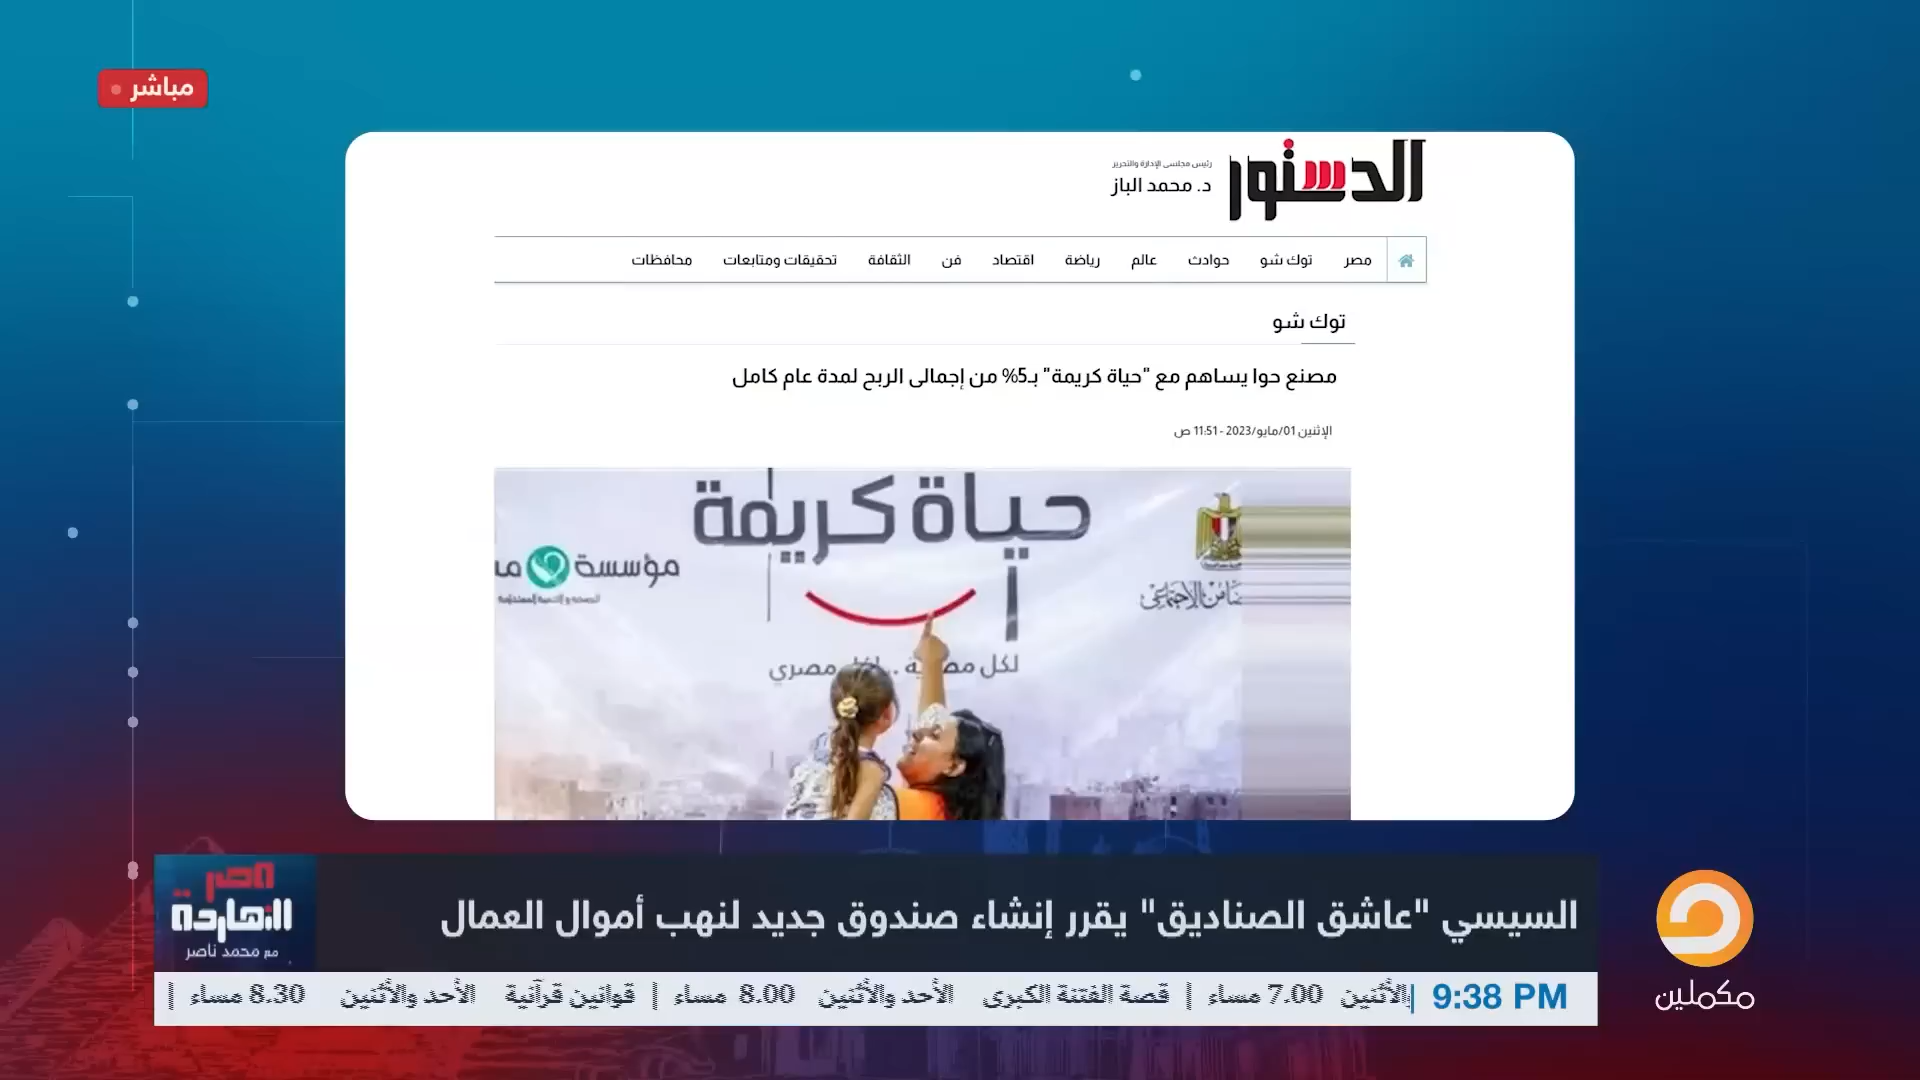 مباشر
الدستور
رئيس مجلسي الإدارة والتحرير
د. محمد الباز
مصر توك شو حوادث عالم رياضة اقتصاد فن الثقافة تحقيقات ومتابعات محافظات
توك شو
مصنع حوا يساهم مع "حياة كريمة" بـ5% من إجمالى الربح لمدة عام كامل
الإثنين 01/مايو/2023 - 11:51 ص
حياة كريمة
مؤسسة
لكل .. مصري
مصر
النهاردة
مع محمد ناصر
السيسي "عاشق الصناديق" يقرر إنشاء صندوق جديد لنهب أموال العمال
9:38 PM
والأثنين 7.00 مساء | قصة الفتنة الكبرى الأحد والأثنين 8.00 مساء | قوانين قرآنية الأحد والأثنين 8.30 مساء |
مكملين